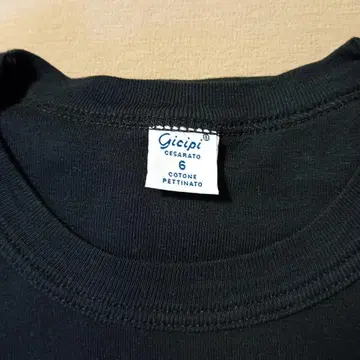 Gicipi®
CESARATO
6
COTONE
PETTINATO